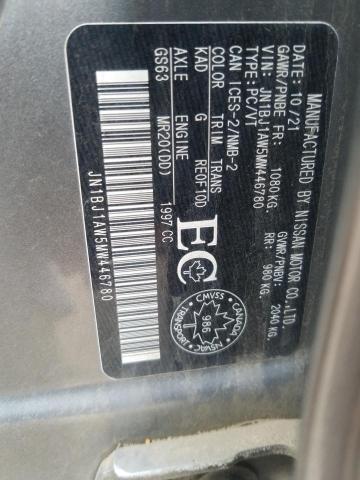 MANUFACTURED BY NISSAN MOTOR CO.,LTD.
10/21
GVWR/PNBV: 2040 KG.
GAWR/PNBE FR: 1080 KG. RR: 980 KG.
VIN: JN1BJ1AW5MW446780
TYPE:PC/VT
CAN ICES-2/NMB-2
COLOR TRIM TRANS
KAD G REOF10D
AXLE ENGINE
GS63 MR20(DD) 1997 CC
EC
CMVSS
CANADA
986
NSVAC
TRANSPORT
JN1BJ1AW5MW446780